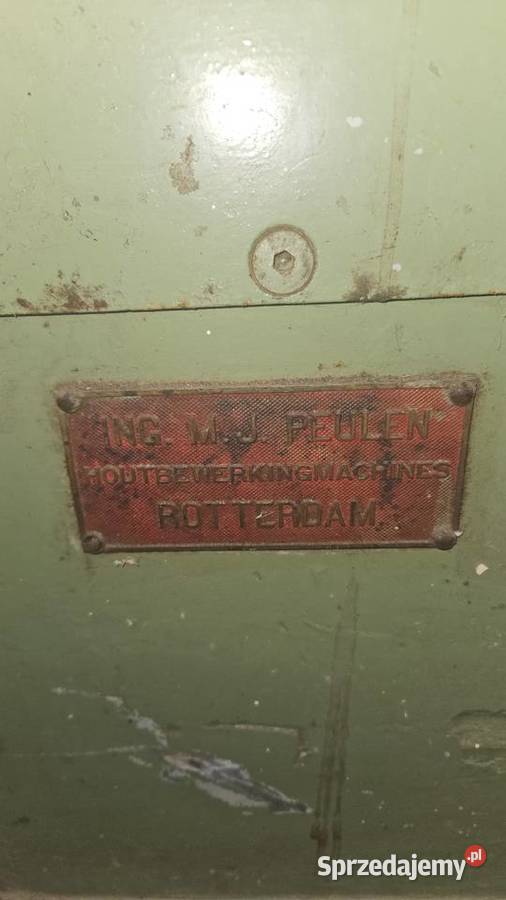 ING. M.J. PEULEN
HOUTBEWERKINGMACHINES
ROTTERDAM.
Sprzedajemy.pl